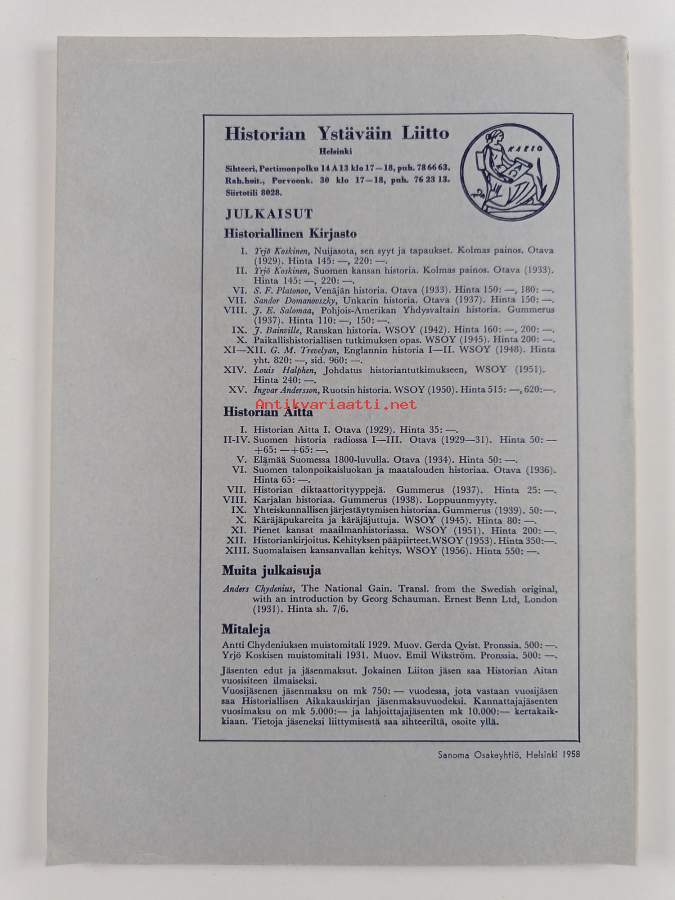 Historian Ystäväin Liitto
Helsinki
KLEIO
Sihteeri, Portimonpolku 14 A 13 klo 17—18, puh. 78 66 63.
Rah.hoit., Porvoonk. 30 klo 17—18, puh. 76 23 13.
Siirtotili 8028.
JULKAISUT
Historiallinen Kirjasto
I. Yrjö Koskinen, Nuijasota, sen syyt ja tapaukset. Kolmas painos. Otava
(1929). Hinta 145: —, 220: —.
II. Yrjö Koskinen, Suomen kansan historia. Kolmas painos. Otava (1933).
Hinta 145: —, 220: —.
VI. S. F. Platonov, Venäjän historia. Otava (1933). Hinta 150: —, 180: —.
VII. Sandor Domanovszky, Unkarin historia. Otava (1937). Hinta 150: —.
VIII. J. E. Salomaa, Pohjois-Amerikan Yhdysvaltain historia. Gummerus
(1937). Hinta 110: —, 150: —.
IX. J. Bainville, Ranskan historia. WSOY (1942). Hinta 160: —, 200: —.
X. Paikallishistoriallisen tutkimuksen opas. WSOY (1945). Hinta 200: —.
XI—XII. G. M. Trevelyan, Englannin historia I—II. WSOY (1948). Hinta
yht. 820: —, sid. 960: —.
XIV. Louis Halphen, Johdatus historiantutkimukseen, WSOY (1951).
Hinta 240: —.
XV. Ingvar Andersson, Ruotsin historia. WSOY (1950). Hinta 515: —, 620:—.
Antikvariaatti.net
Historian Aitta
I. Historian Aitta I. Otava (1929). Hinta 35: —.
II-IV. Suomen historia radiossa I—III. Otava (1929—31). Hinta 50: —
+65: — +65: —.
V. Elämää Suomessa 1800-luvulla. Otava (1934). Hinta 50: —.
VI. Suomen talonpoikaisluokan ja maatalouden historiaa. Otava (1936).
Hinta 65: —.
VII. Historian diktaattorityyppejä. Gummerus (1937). Hinta 25: —.
VIII. Karjalan historiaa. Gummerus (1938). Loppuunmyyty.
IX. Yhteiskunnallisen järjestäytymisen historiaa. Gummerus (1939). 50:—.
X. Käräjäpukareita ja käräjäjuttuja. WSOY (1945). Hinta 80: —.
XI. Pienet kansat maailmanhistoriassa. WSOY (1951). Hinta 200: —.
XII. Historiankirjoitus. Kehityksen pääpiirteet. WSOY (1953). Hinta 350:—.
XIII. Suomalaisen kansanvallan kehitys. WSOY (1956). Hinta 550: —.
Muita julkaisuja
Anders Chydenius, The National Gain. Transl. from the Swedish original,
with an introduction by Georg Schauman. Ernest Benn Ltd, London
(1931). Hinta sh. 7/6.
Mitaleja
Antti Chydeniuksen muistomitali 1929. Muov. Gerda Qvist. Pronssia. 500: —.
Yrjö Koskisen muistomitali 1931. Muov. Emil Wikström. Pronssia. 500: —.
Jäsenten edut ja jäsenmaksut. Jokainen Liiton jäsen saa Historian Aitan
vuosisiteen ilmaiseksi.
Vuosijäsenen jäsenmaksu on mk 750: — vuodessa, jota vastaan vuosijäsen
saa Historiallisen Aikakauskirjan jäsenmaksuvuodeksi. Kannattajajäsenten
vuosimaksu on mk 5.000:— ja lahjoittajajäsenten mk 10.000:— kertakaik-
kiaan. Tietoja jäseneksi liittymisestä saa sihteeriltä, osoite yllä.
Sanoma Osakeyhtiö, Helsinki 1958